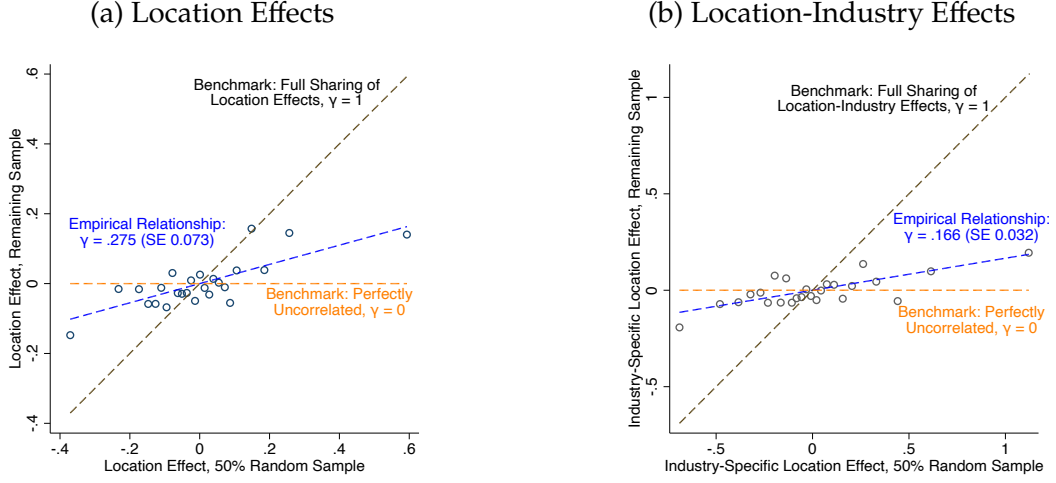 (a) Location Effects
Location Effect, Remaining Sample
.6
.4
.2
0
-.2
-.4
Benchmark: Full Sharing of
Location Effects, γ = 1
Empirical Relationship:
γ = .275 (SE 0.073)
Benchmark: Perfectly
Uncorrelated, γ = 0
-.4
-.2
0
.2
.4
.6
Location Effect, 50% Random Sample
(b) Location-Industry Effects
Industry-Specific Location Effect, Remaining Sample
1
.5
0
-.5
Benchmark: Full Sharing of
Location-Industry Effects, γ = 1
Empirical Relationship:
γ = .166 (SE 0.032)
Benchmark: Perfectly
Uncorrelated, γ = 0
-.5
0
.5
1
Industry-Specific Location Effect, 50% Random Sample